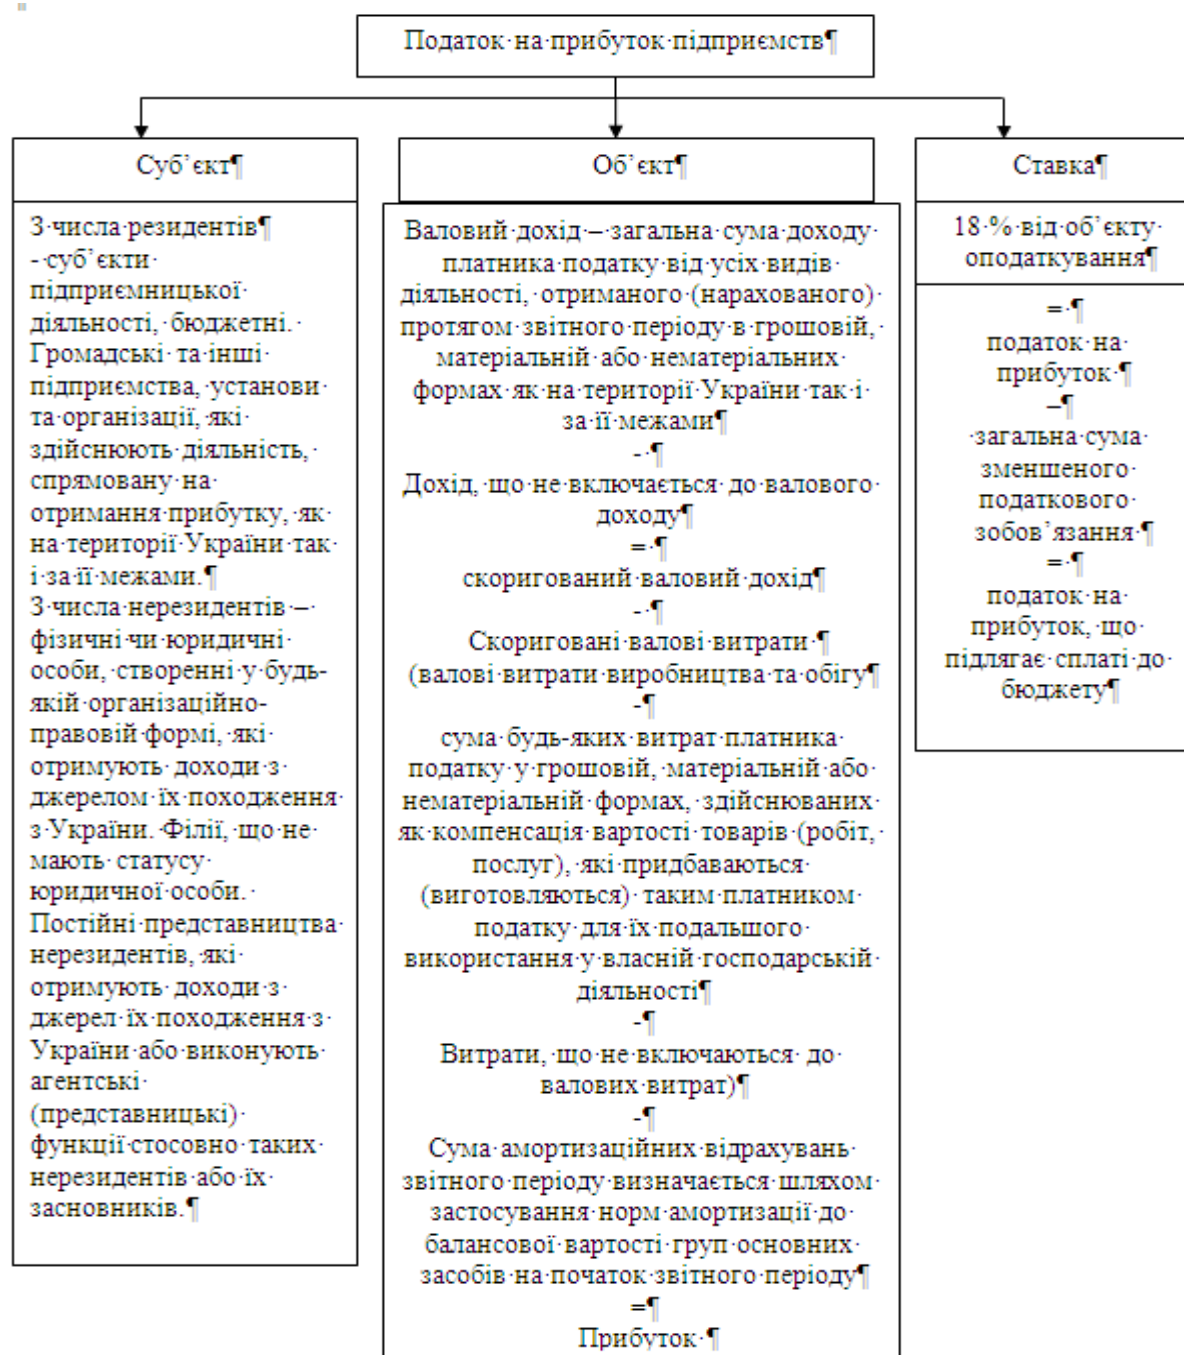 Податок на прибуток підприємств¶
Суб’єкт¶
З числа резидентів¶
- суб’єкти
підприємницької
діяльності, бюджетні.
Громадські та інші
підприємства, установи
та організації, які
здійснюють діяльність,
спрямовану на
отримання прибутку, як
на території України так
і за її межами.¶
З числа нерезидентів –
фізичні чи юридичні
особи, створенні у будь-
якій організаційно-
правовій формі, які
отримують доходи з
джерелом їх походження
з України. Філії, що не
мають статусу
юридичної особи.
Постійні представництва
нерезидентів, які
отримують доходи з
джерел їх походження з
України або виконують
агентські
(представницькі)
функції стосовно таких
нерезидентів або їх
засновників.¶
Об’єкт¶
Валовий дохід – загальна сума доходу
платника податку від усіх видів
діяльності, отриманого (нарахованого)
протягом звітного періоду в грошовій,
матеріальній або нематеріальних
формах як на території України так і
за її межами¶
- ¶
Дохід, що не включається до валового
доходу¶
= ¶
скоригований валовий дохід¶
- ¶
Скориговані валові витрати ¶
(валові витрати виробництва та обігу¶
-¶
сума будь-яких витрат платника
податку у грошовій, матеріальній або
нематеріальній формах, здійснюваних
як компенсація вартості товарів (робіт,
послуг), які придбаваються
(виготовляються) таким платником
податку для їх подальшого
використання у власній господарській
діяльності¶
-¶
Витрати, що не включаються до
валових витрат)¶
-¶
Сума амортизаційних відрахувань
звітного періоду визначається шляхом
застосування норм амортизації до
балансової вартості груп основних
засобів на початок звітного періоду¶
=¶
Прибуток ¶
Ставка¶
18 % від об’єкту
оподаткування¶
= ¶
податок на
прибуток ¶
–¶
загальна сума
зменшеного
податкового
зобов’язання ¶
= ¶
податок на
прибуток, що
підлягає сплаті до
бюджету¶